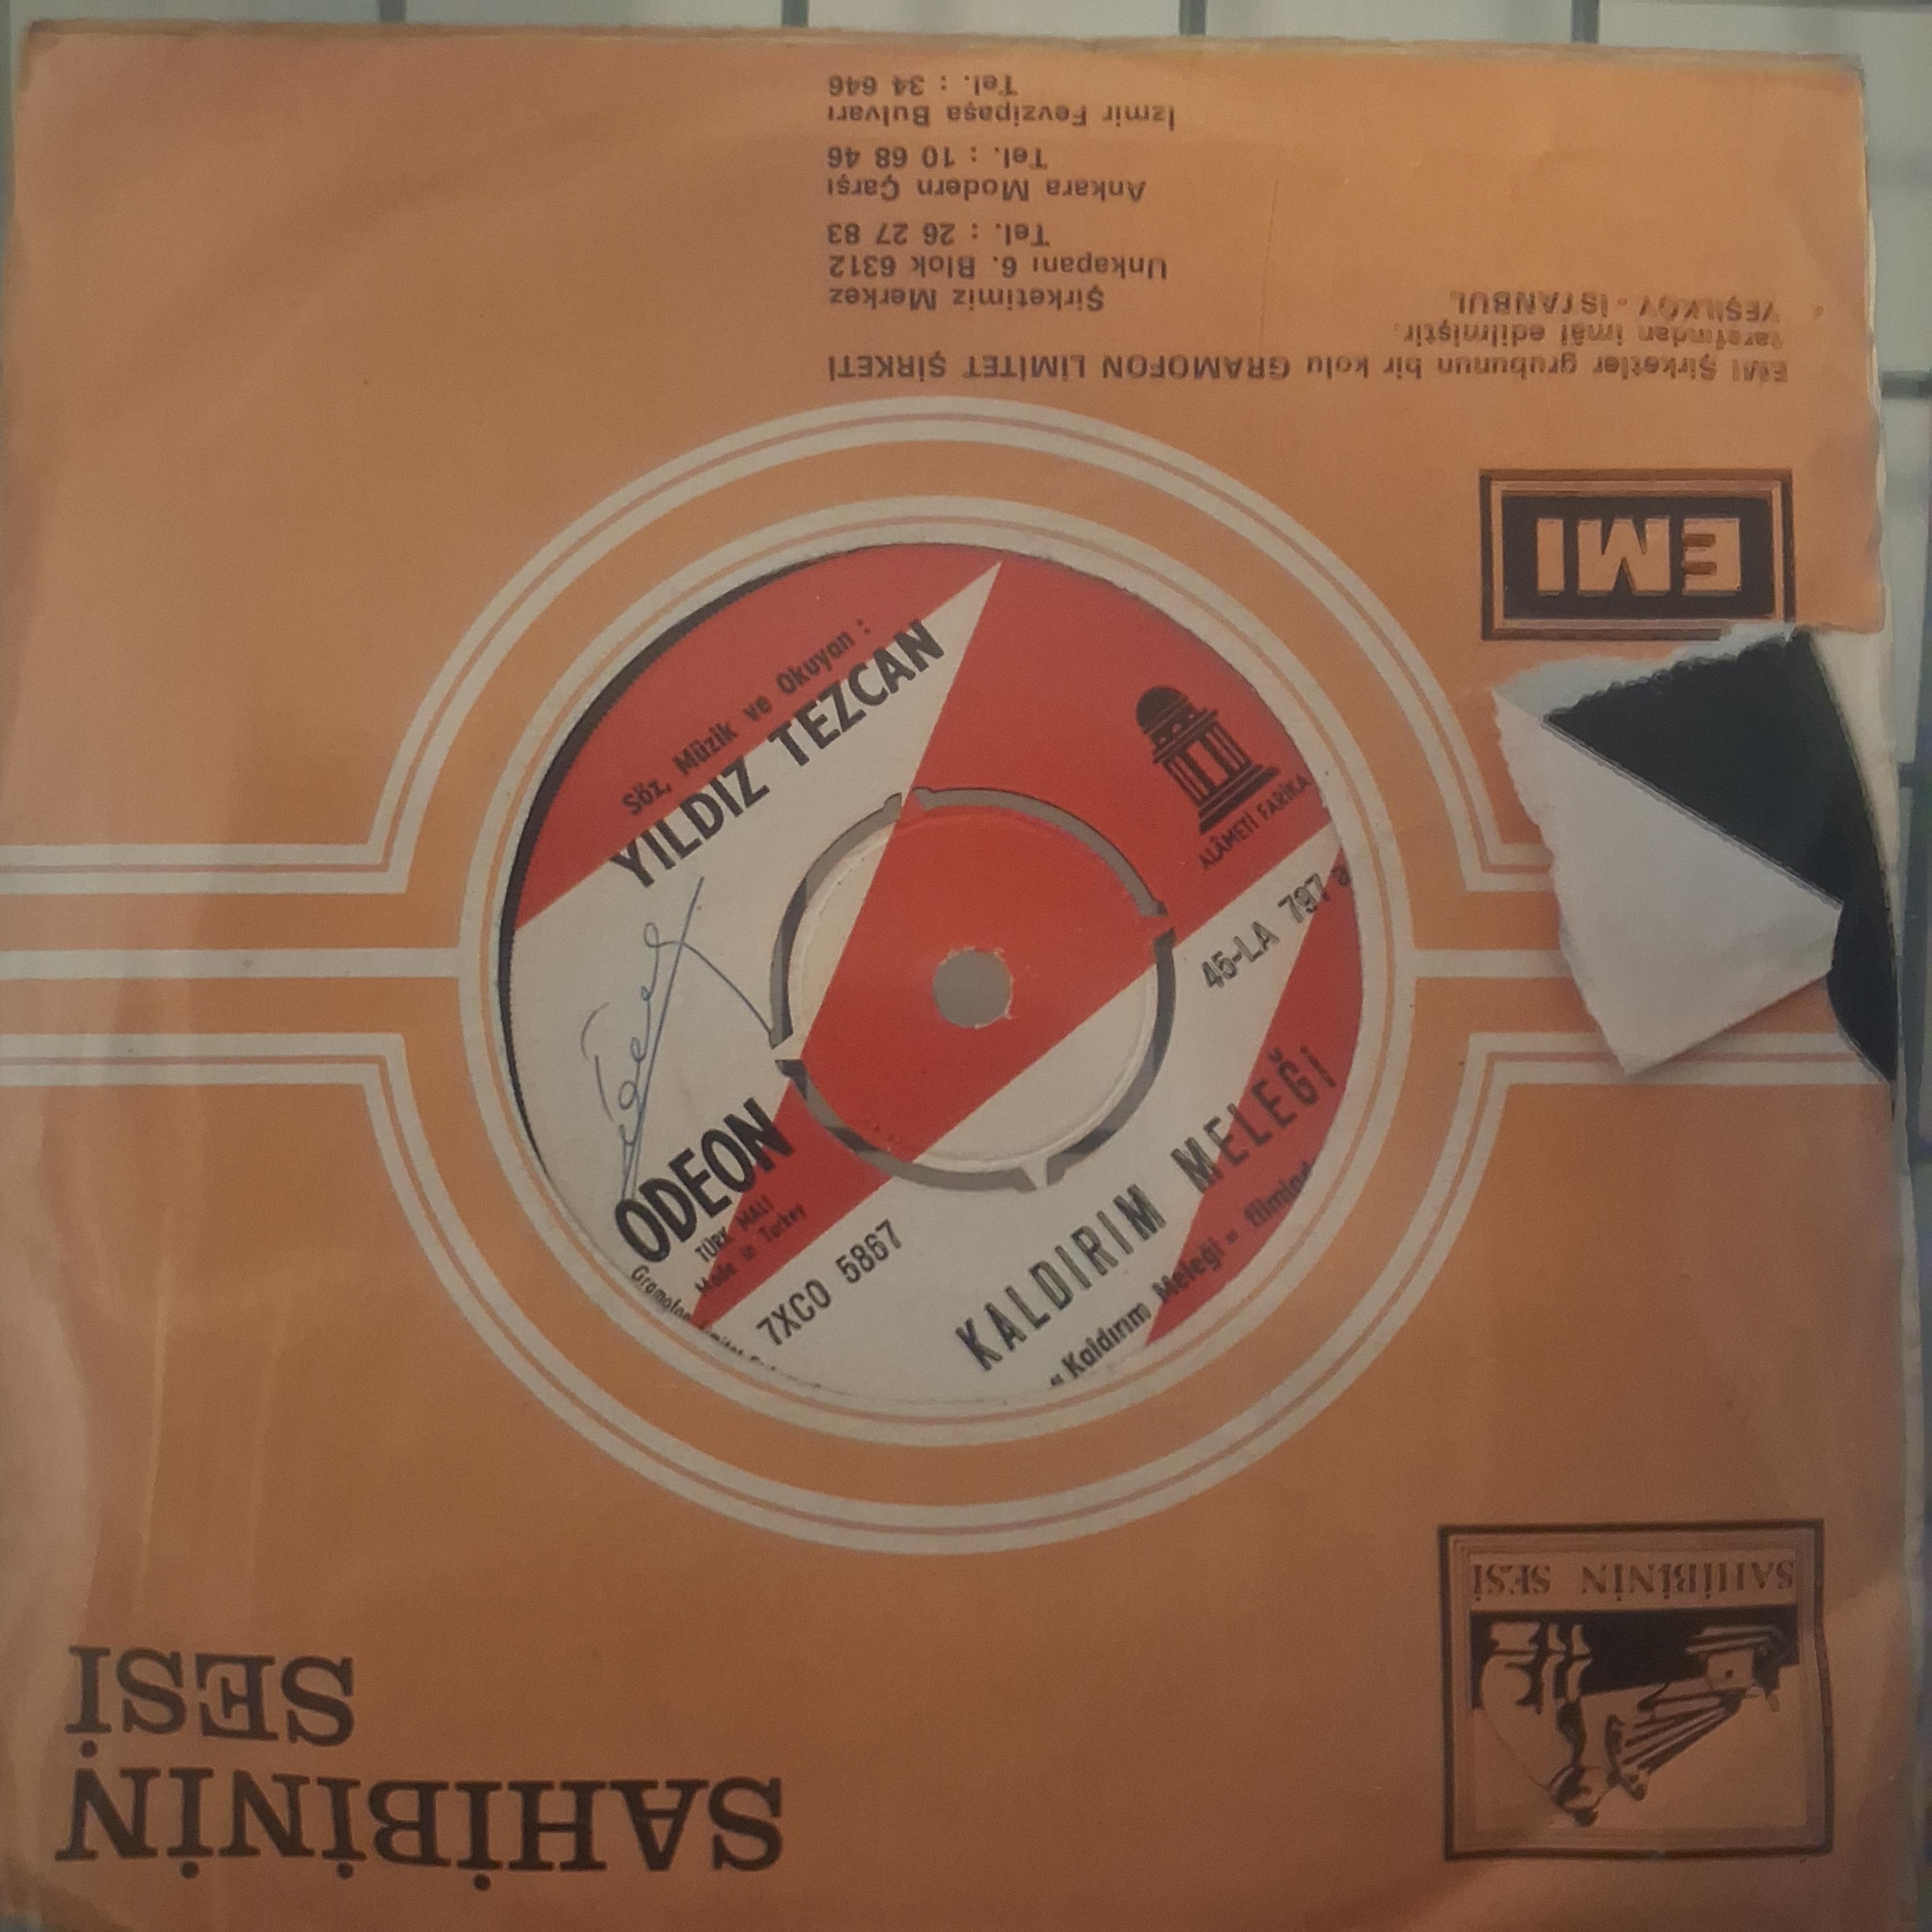 SAHİBİNİN
SESİ
SAHİBİNİN SESİ
EMI
EMI Şirketler grubunun bir kolu GRAMOFON LİMİTET ŞİRKETİ
tarafından imâl edilmiştir.
YEŞİLKÖY - İSTANBUL
Şirketimiz Merkez
Unkapanı 6. Blok 6312
Tel. : 26 27 83
Ankara Modern Çarşı
Tel. : 10 68 46
İzmir Fevzipaşa Bulvarı
Tel. : 34 646
Söz, Müzik ve Okuyan :
YILDIZ TEZCAN
ALÂMETİ FARİKA
45-LA 797 a
ODEON
TÜRK MALI
Made in Turkey
Gramofon
7XCO 5867
KALDIRIM MELEĞİ
« Kaldırım Meleği »